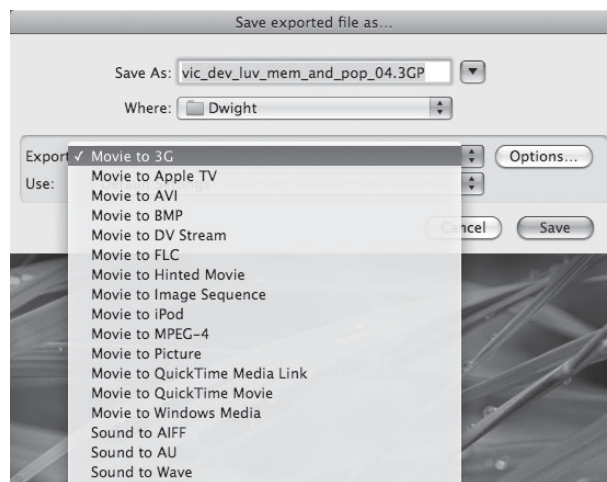 Save exported file as...
Save As: vic_dev_luv_mem_and_pop_04.3GP
Where: Dwight
Export ✓ Movie to 3G Options...
Use:
Movie to Apple TV
Movie to AVI
Movie to BMP
Cancel Save
Movie to DV Stream
Movie to FLC
Movie to Hinted Movie
Movie to Image Sequence
Movie to iPod
Movie to MPEG-4
Movie to Picture
Movie to QuickTime Media Link
Movie to QuickTime Movie
Movie to Windows Media
Sound to AIFF
Sound to AU
Sound to Wave